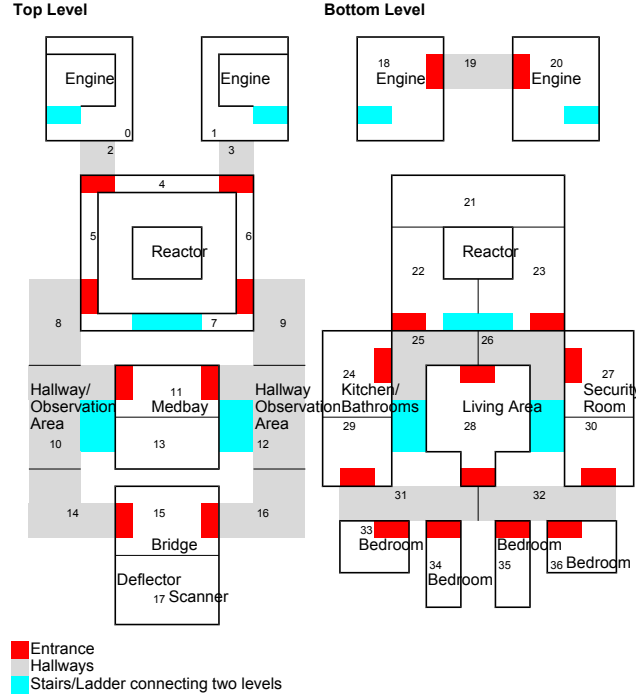 Top Level
Bottom Level
Engine
Engine
0
1
2
3
4
5
6
Reactor
7
8
9
Hallway/
Observation
Area
10
11
Medbay
13
Hallway
Observation
Area
12
14
15
16
Bridge
Deflector
17 Scanner
18
Engine
19
20
Engine
21
Reactor
22
23
24
Kitchen/
Bathrooms
25
26
Living Area
28
27
Security
Room
29
30
31
32
33
Bedroom
34
Bedroom
Bedroom
35
36 Bedroom
Entrance
Hallways
Stairs/Ladder connecting two levels